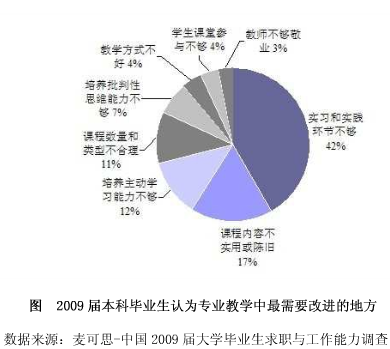 学生课堂参
与不够 4%
教师不够敬
业 3%
教学方式不
好 4%
培养批判性
思维能力不
够 7%
实习和实践
环节不够
42%
课程数量和
类型不合理
11%
培养主动学
习能力不够
12%
课程内容不
实用或陈旧
17%
图 2009 届本科毕业生认为专业教学中最需要改进的地方
数据来源：麦可思-中国 2009 届大学毕业生求职与工作能力调查